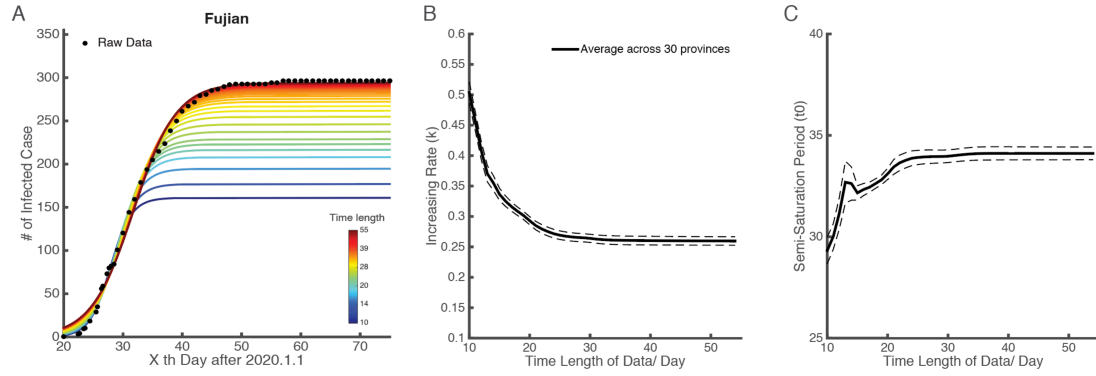 A
Fujian
Raw Data
# of Infected Case
350
300
250
200
150
100
50
0
20 30 40 50 60 70
X th Day after 2020.1.1
Time length
55
39
28
20
14
10
B
Average across 30 provinces
Increasing Rate (k)
0.6
0.55
0.5
0.45
0.4
0.35
0.3
0.25
0.2
0.15
0.1
10 20 30 40 50
Time Length of Data/ Day
C
Semi-Saturation Period (t0)
40
35
30
25
10 20 30 40 50
Time Length of Data/ Day